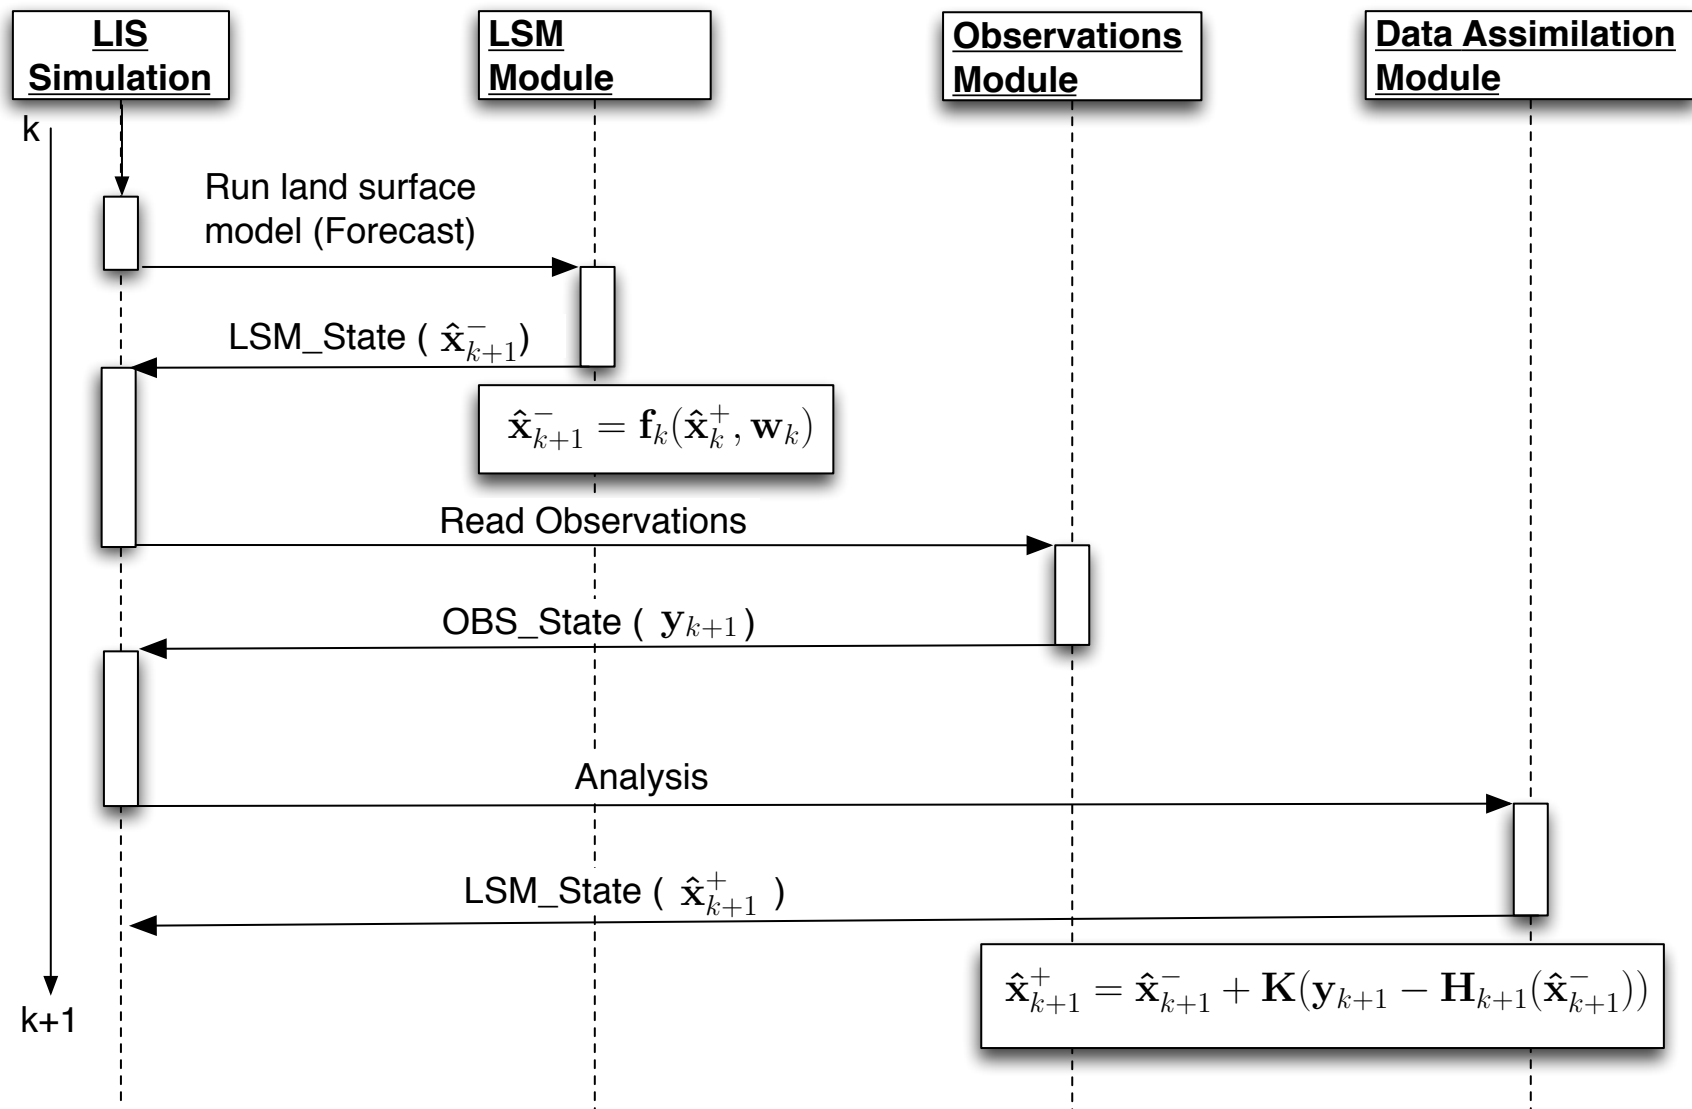 LIS
Simulation
LSM
Module
Observations
Module
Data Assimilation
Module
k
Run land surface
model (Forecast)
LSM_State ( x̂⁻ₖ₊₁)
x̂⁻ₖ₊₁ = fₖ(x̂⁺ₖ, wₖ)
Read Observations
OBS_State ( yₖ₊₁)
Analysis
LSM_State ( x̂⁺ₖ₊₁ )
x̂⁺ₖ₊₁ = x̂⁻ₖ₊₁ + K(yₖ₊₁ − Hₖ₊₁(x̂⁻ₖ₊₁))
k+1